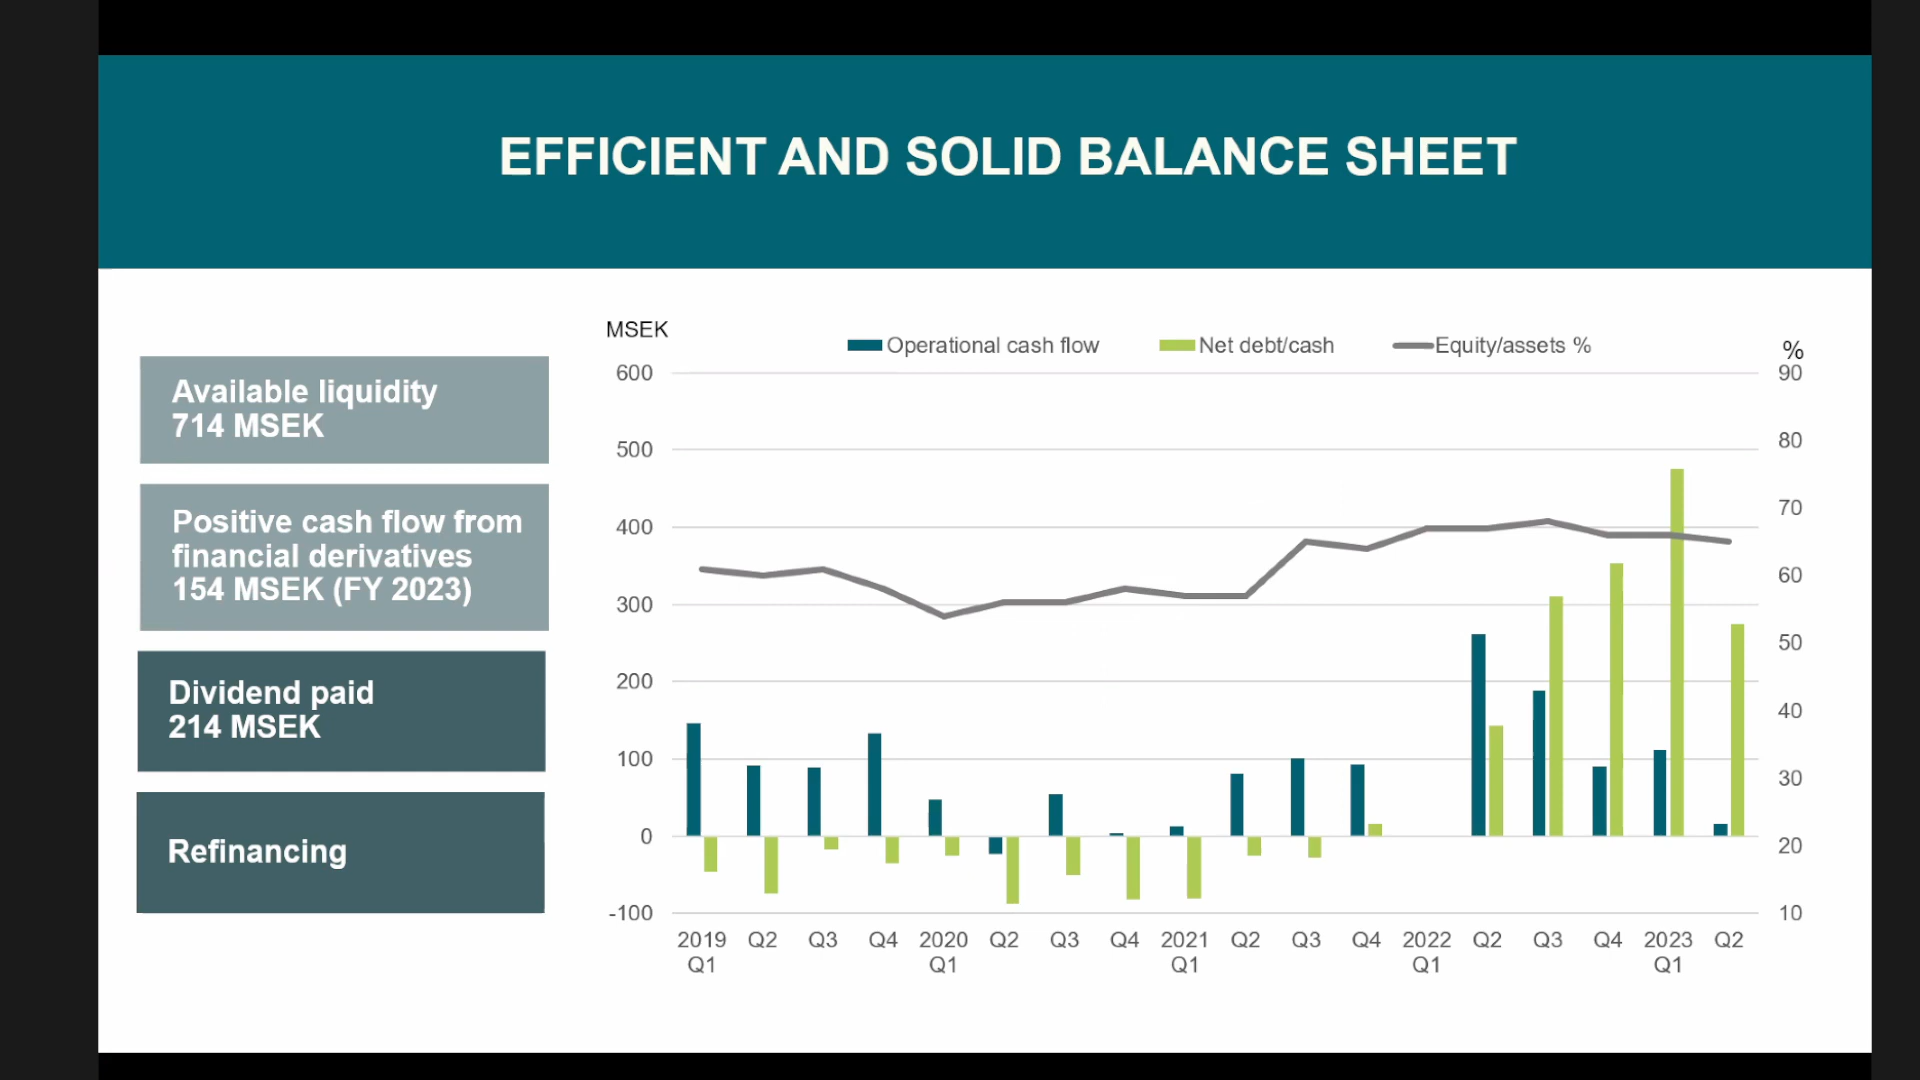 EFFICIENT AND SOLID BALANCE SHEET
Available liquidity
714 MSEK
Positive cash flow from
financial derivatives
154 MSEK (FY 2023)
Dividend paid
214 MSEK
Refinancing
MSEK
Operational cash flow Net debt/cash Equity/assets %
%
600 90
80
500
70
400
60
300
50
200
40
100
30
0
20
-100 10
2019 Q2 Q3 Q4 2020 Q2 Q3 Q4 2021 Q2 Q3 Q4 2022 Q2 Q3 Q4 2023 Q2
Q1 Q1 Q1 Q1 Q1